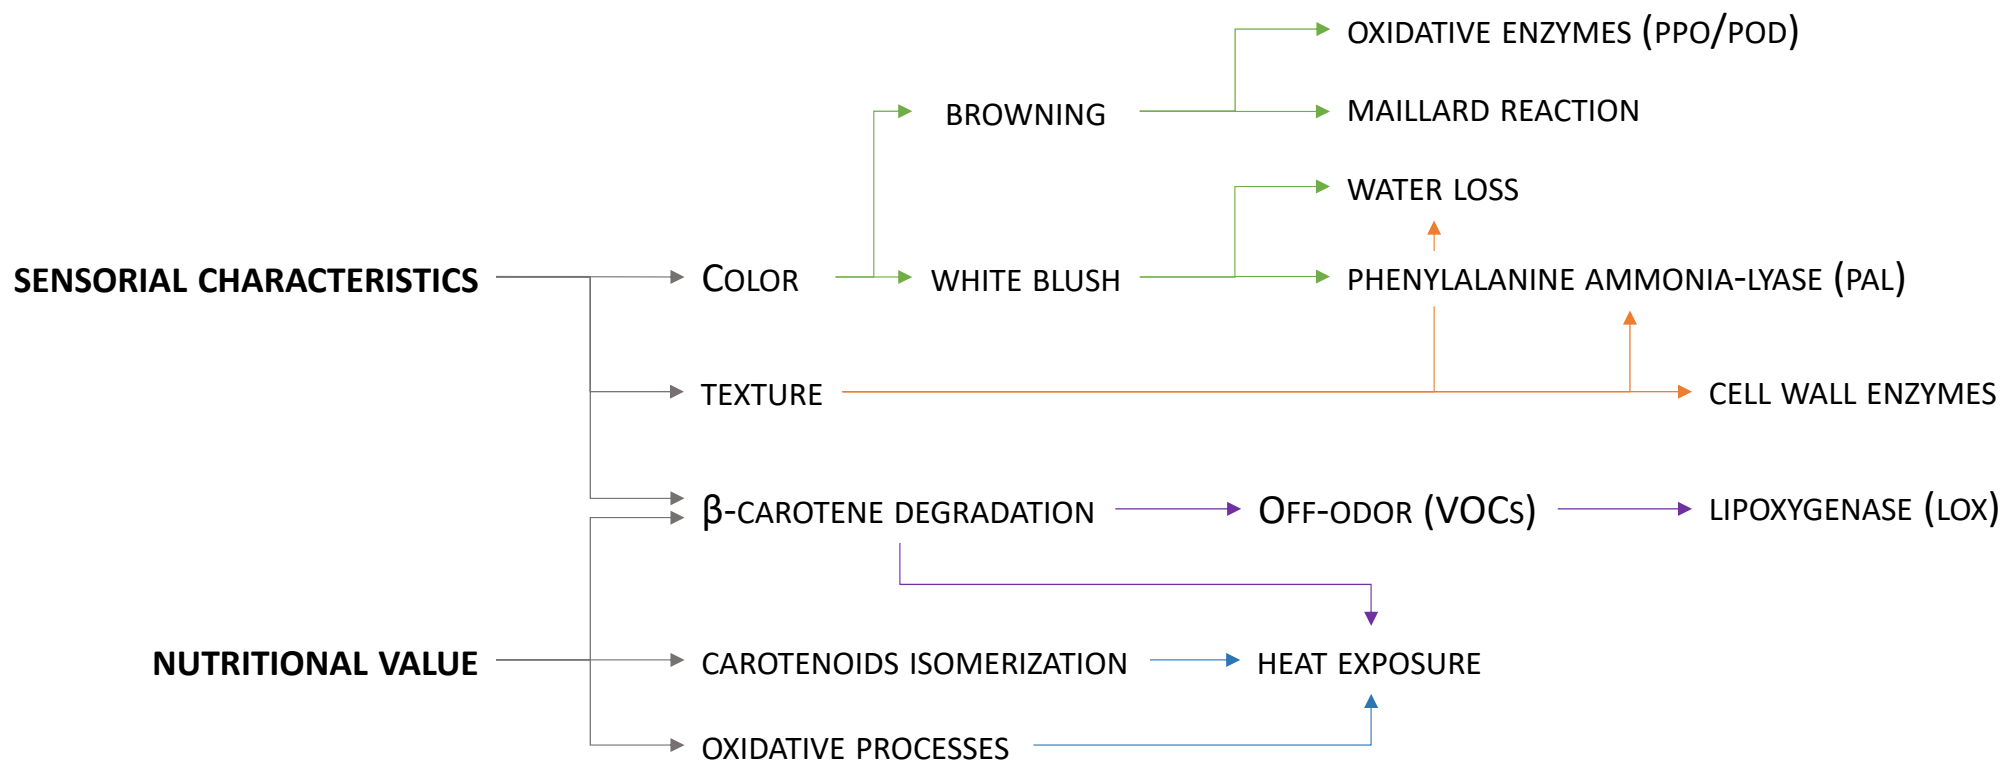 OXIDATIVE ENZYMES (PPO/POD)
BROWNING
MAILLARD REACTION
WATER LOSS
SENSORIAL CHARACTERISTICS
COLOR
WHITE BLUSH
PHENYLALANINE AMMONIA-LYASE (PAL)
TEXTURE
CELL WALL ENZYMES
β-CAROTENE DEGRADATION
OFF-ODOR (VOCS)
LIPOXYGENASE (LOX)
NUTRITIONAL VALUE
CAROTENOIDS ISOMERIZATION
HEAT EXPOSURE
OXIDATIVE PROCESSES